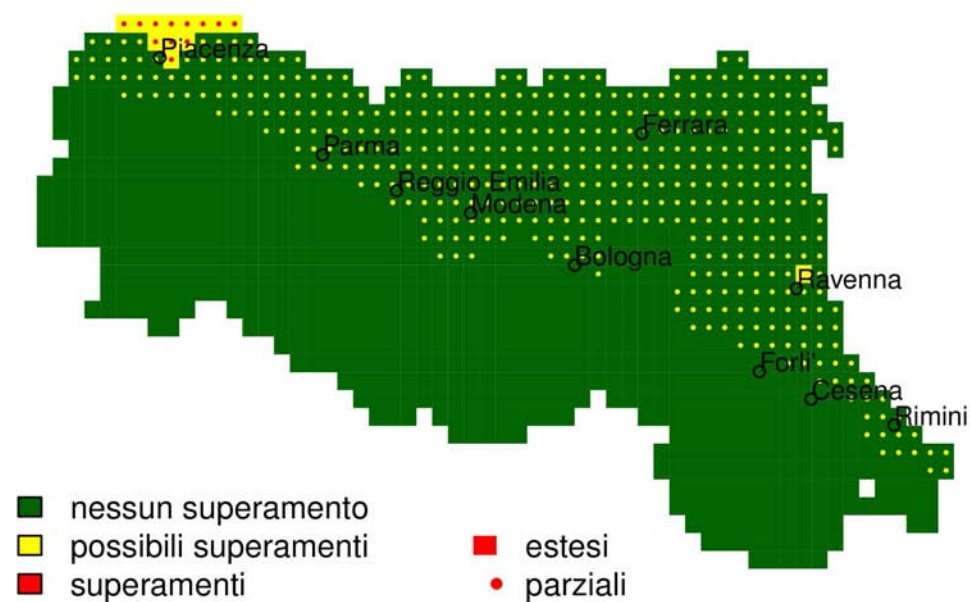 Piacenza
Ferrara
Parma
Reggio Emilia
Modena
Bologna
Ravenna
Forli'
Cesena
Rimini
nessun superamento
possibili superamenti
superamenti
estesi
parziali